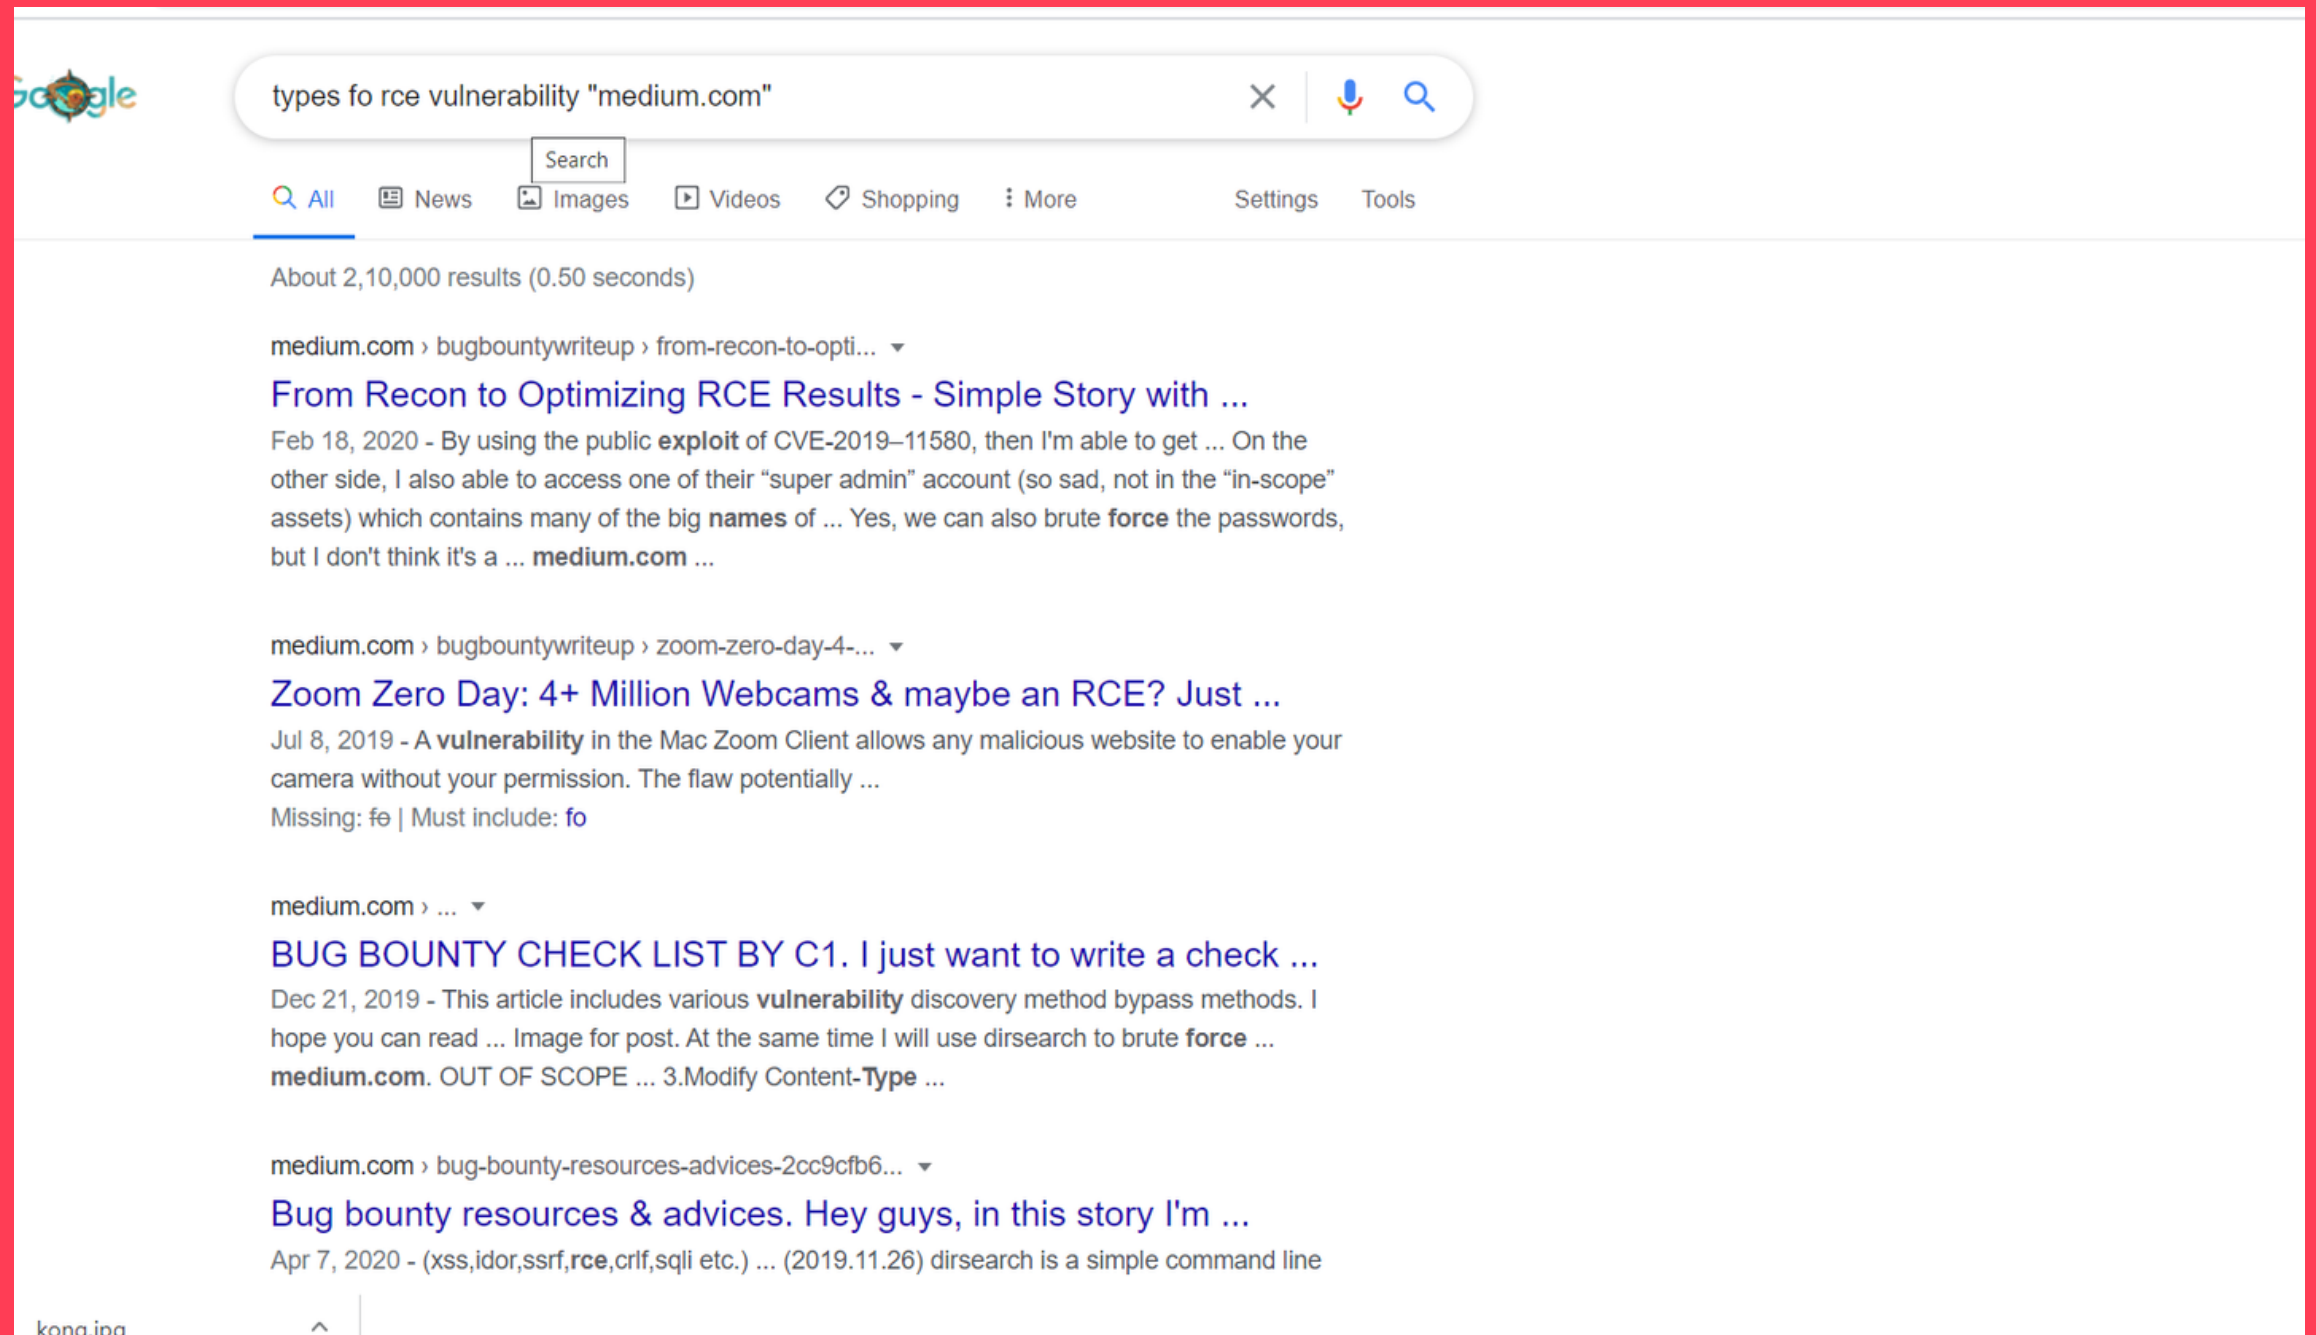 Google
types fo rce vulnerability "medium.com"
Search
All News Images Videos Shopping More Settings Tools
About 2,10,000 results (0.50 seconds)
medium.com › bugbountywriteup › from-recon-to-opti...
From Recon to Optimizing RCE Results - Simple Story with ...
Feb 18, 2020 - By using the public exploit of CVE-2019–11580, then I'm able to get ... On the
other side, I also able to access one of their “super admin” account (so sad, not in the “in-scope”
assets) which contains many of the big names of ... Yes, we can also brute force the passwords,
but I don't think it's a ... medium.com ...
medium.com › bugbountywriteup › zoom-zero-day-4-...
Zoom Zero Day: 4+ Million Webcams & maybe an RCE? Just ...
Jul 8, 2019 - A vulnerability in the Mac Zoom Client allows any malicious website to enable your
camera without your permission. The flaw potentially ...
Missing: fo | Must include: fo
medium.com › ...
BUG BOUNTY CHECK LIST BY C1. I just want to write a check ...
Dec 21, 2019 - This article includes various vulnerability discovery method bypass methods. I
hope you can read ... Image for post. At the same time I will use dirsearch to brute force ...
medium.com. OUT OF SCOPE ... 3.Modify Content-Type ...
medium.com › bug-bounty-resources-advices-2cc9cfb6...
Bug bounty resources & advices. Hey guys, in this story I'm ...
Apr 7, 2020 - (xss,idor,ssrf,rce,crlf,sqli etc.) ... (2019.11.26) dirsearch is a simple command line
kong.jpg